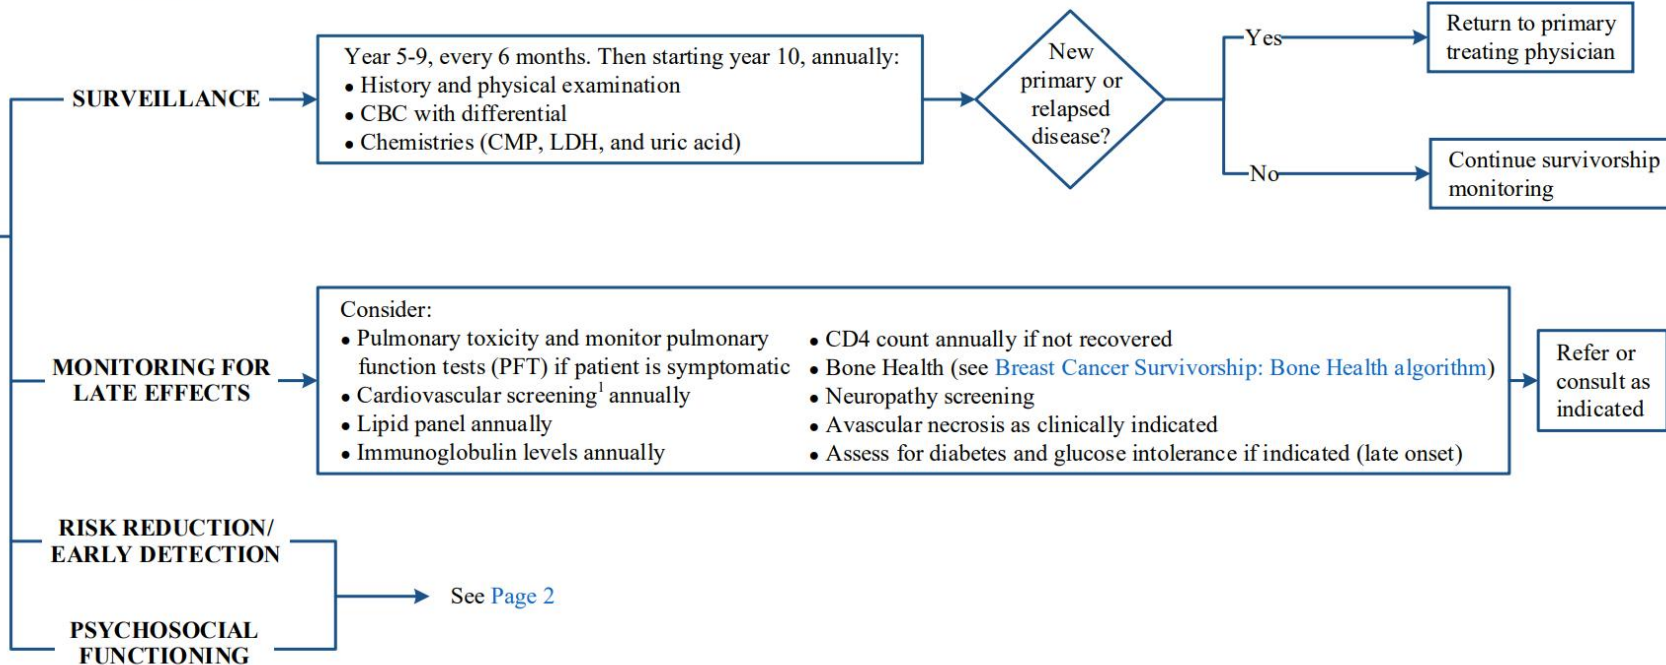 SURVEILLANCE
Year 5-9, every 6 months. Then starting year 10, annually:
● History and physical examination
● CBC with differential
● Chemistries (CMP, LDH, and uric acid)
New
primary or
relapsed
disease?
Yes
Return to primary
treating physician
No
Continue survivorship
monitoring
MONITORING FOR
LATE EFFECTS
Consider:
● Pulmonary toxicity and monitor pulmonary
function tests (PFT) if patient is symptomatic
● Cardiovascular screening¹ annually
● Lipid panel annually
● Immunoglobulin levels annually
● CD4 count annually if not recovered
● Bone Health (see Breast Cancer Survivorship: Bone Health algorithm)
● Neuropathy screening
● Avascular necrosis as clinically indicated
● Assess for diabetes and glucose intolerance if indicated (late onset)
Refer or
consult as
indicated
RISK REDUCTION/
EARLY DETECTION
PSYCHOSOCIAL
FUNCTIONING
See Page 2